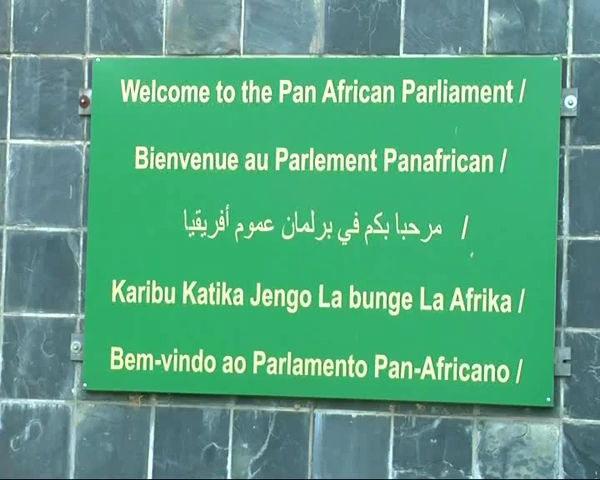 Welcome to the Pan African Parliament /
Bienvenue au Parlement Panafrican /
مرحبا بكم في برلمان عموم أفريقيا /
Karibu Katika Jengo La bunge La Afrika /
Bem-vindo ao Parlamento Pan-Africano /